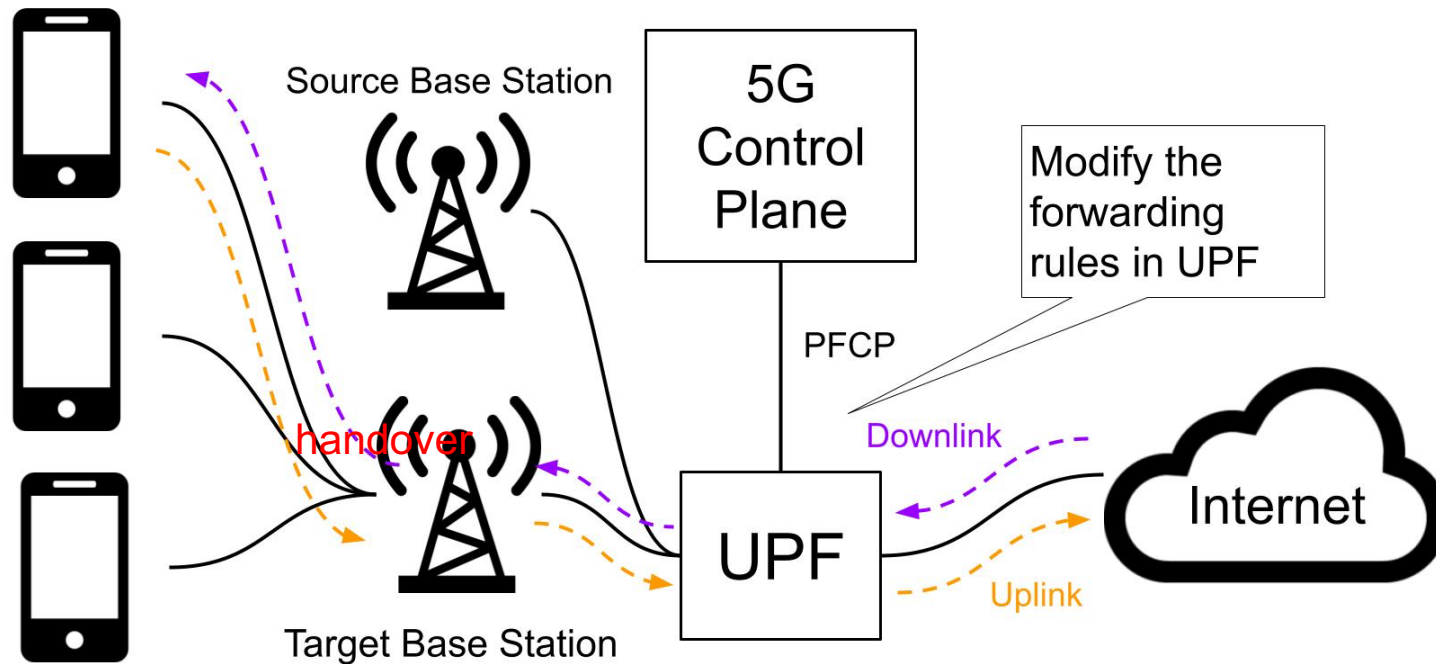 Source Base Station
5G
Control
Plane
Modify the
forwarding
rules in UPF
PFCP
handover
Downlink
Internet
UPF
Uplink
Target Base Station